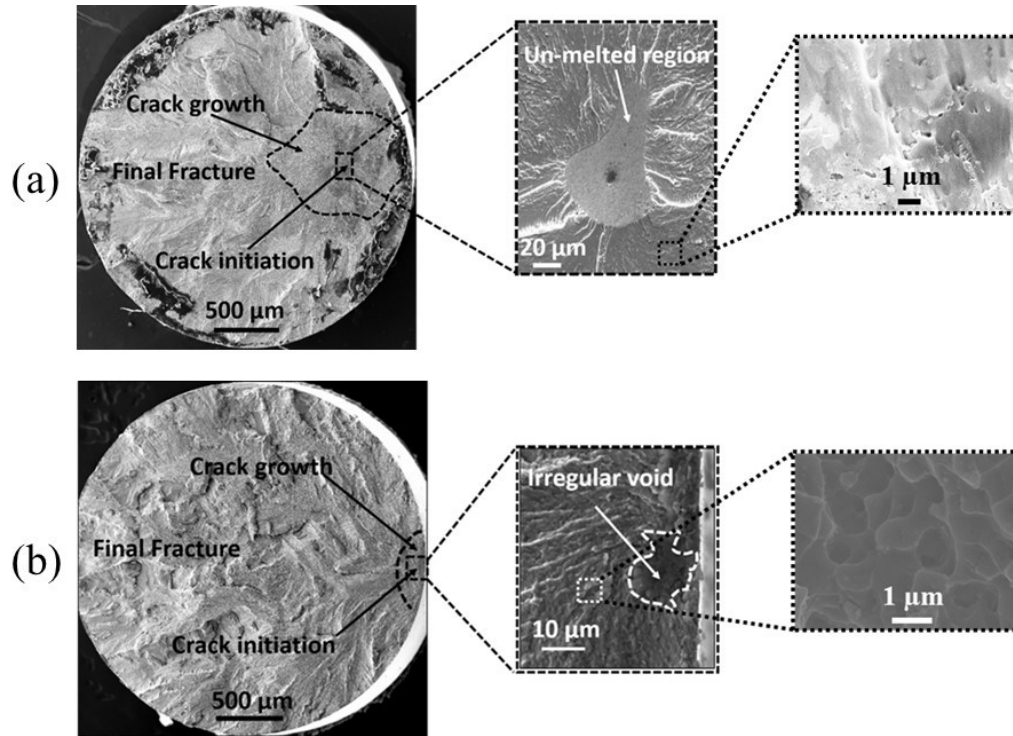 (a)
Crack growth
Final Fracture
Crack initiation
500 µm
Un-melted region
20 µm
1 µm
(b)
Crack growth
Final Fracture
Crack initiation
500 µm
Irregular void
10 µm
1 µm